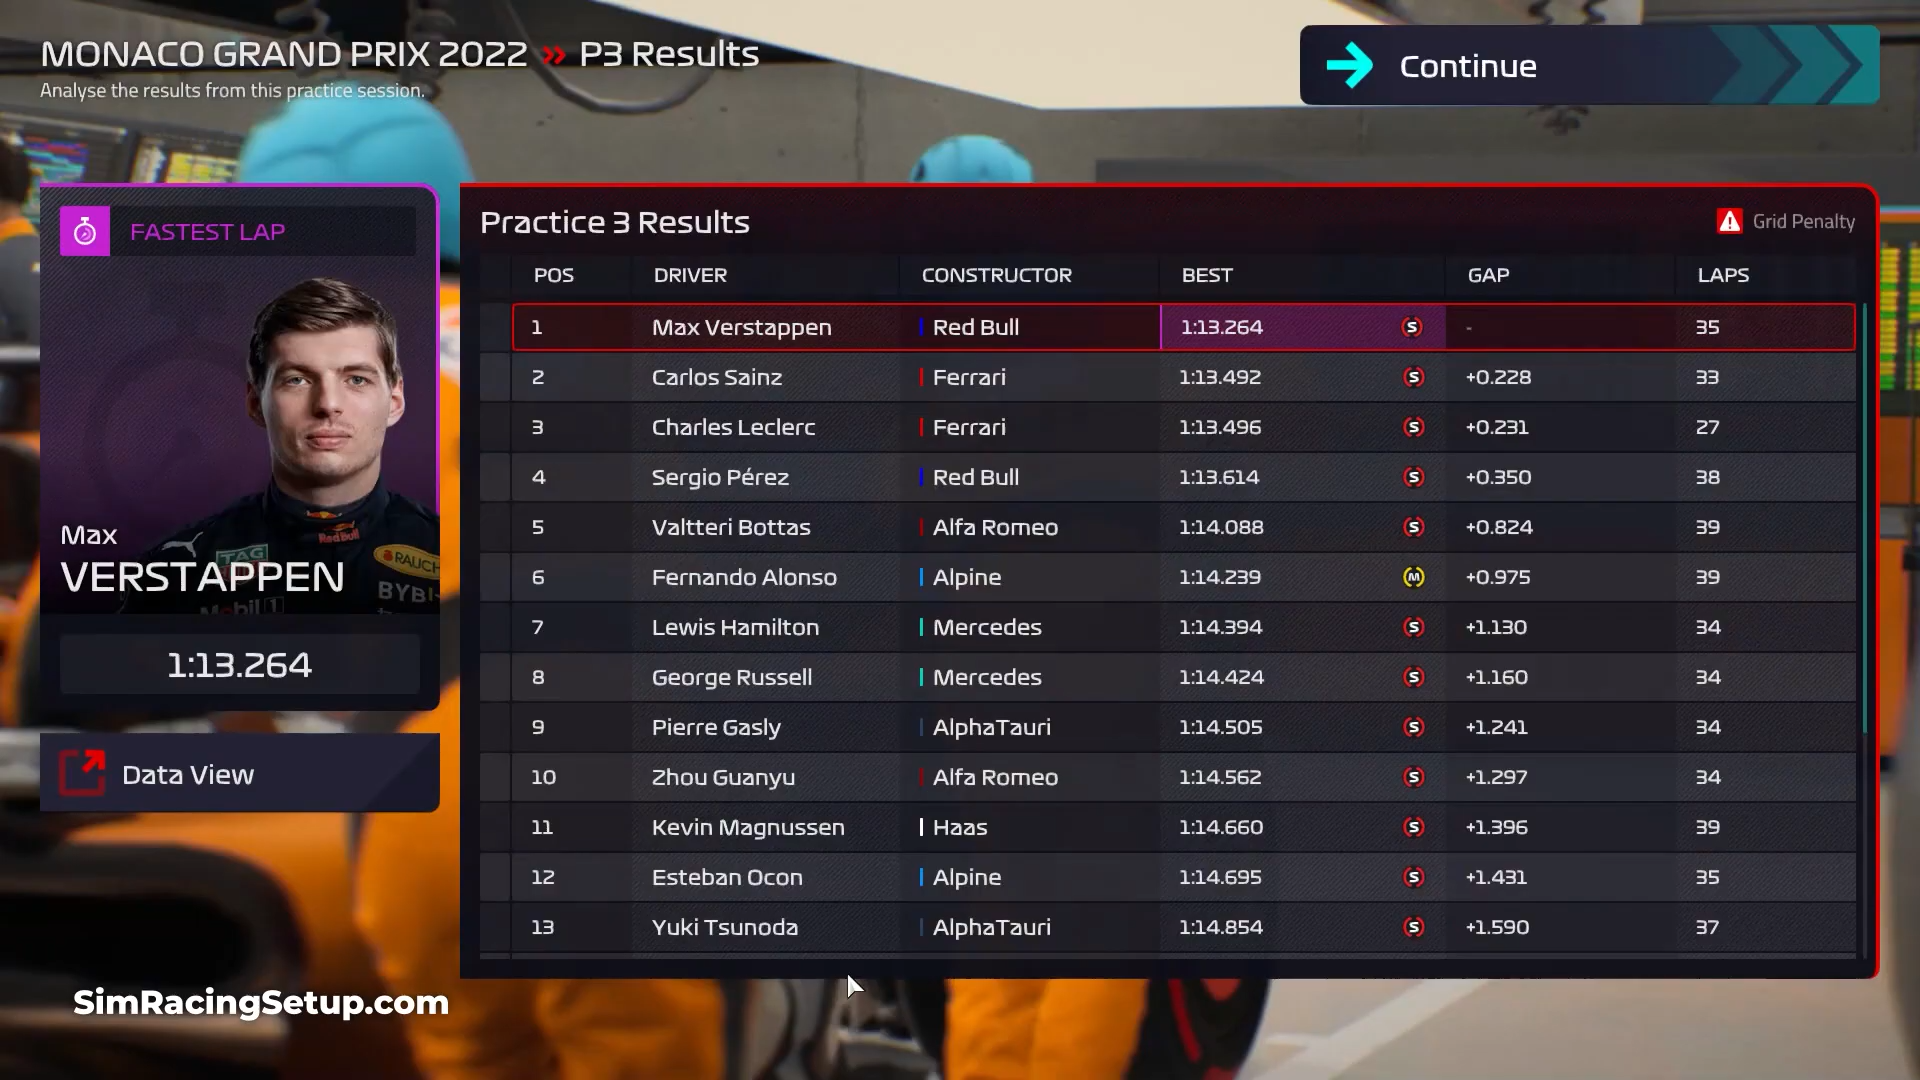 MONACO GRAND PRIX 2022 » P3 Results
Analyse the results from this practice session.
Continue
FASTEST LAP
Max
VERSTAPPEN
TAG
Red Bull
RAUCH
BYBI
Mobil 1
1:13.264
Data View
Practice 3 Results
Grid Penalty
POS DRIVER CONSTRUCTOR BEST GAP LAPS
1 Max Verstappen Red Bull 1:13.264 S - 35
2 Carlos Sainz Ferrari 1:13.492 S +0.228 33
3 Charles Leclerc Ferrari 1:13.496 S +0.231 27
4 Sergio Pérez Red Bull 1:13.614 S +0.350 38
5 Valtteri Bottas Alfa Romeo 1:14.088 S +0.824 39
6 Fernando Alonso Alpine 1:14.239 M +0.975 39
7 Lewis Hamilton Mercedes 1:14.394 S +1.130 34
8 George Russell Mercedes 1:14.424 S +1.160 34
9 Pierre Gasly AlphaTauri 1:14.505 S +1.241 34
10 Zhou Guanyu Alfa Romeo 1:14.562 S +1.297 34
11 Kevin Magnussen Haas 1:14.660 S +1.396 39
12 Esteban Ocon Alpine 1:14.695 S +1.431 35
13 Yuki Tsunoda AlphaTauri 1:14.854 S +1.590 37
SimRacingSetup.com